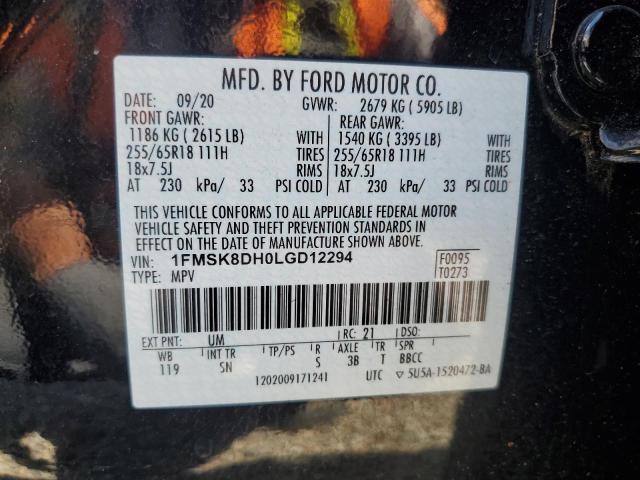 MFD. BY FORD MOTOR CO.
DATE: 09/20 GVWR: 2679 KG (5905 LB)
FRONT GAWR: REAR GAWR:
1186 KG (2615 LB) WITH 1540 KG (3395 LB) WITH
255/65R18 111H TIRES 255/65R18 111H TIRES
18x7.5J RIMS 18x7.5J RIMS
AT 230 kPa/ 33 PSI COLD AT 230 kPa/ 33 PSI COLD
THIS VEHICLE CONFORMS TO ALL APPLICABLE FEDERAL MOTOR
VEHICLE SAFETY AND THEFT PREVENTION STANDARDS IN
EFFECT ON THE DATE OF MANUFACTURE SHOWN ABOVE.
VIN: 1FMSK8DH0LGD12294 F0095
TYPE: MPV T0273
EXT PNT: UM RC: 21 DSO:
WB INT TR TP/PS R AXLE TR SPR
119 SN S 3B T BBCC
1202009171241 UTC ▽ 5U5A-1520472-BA